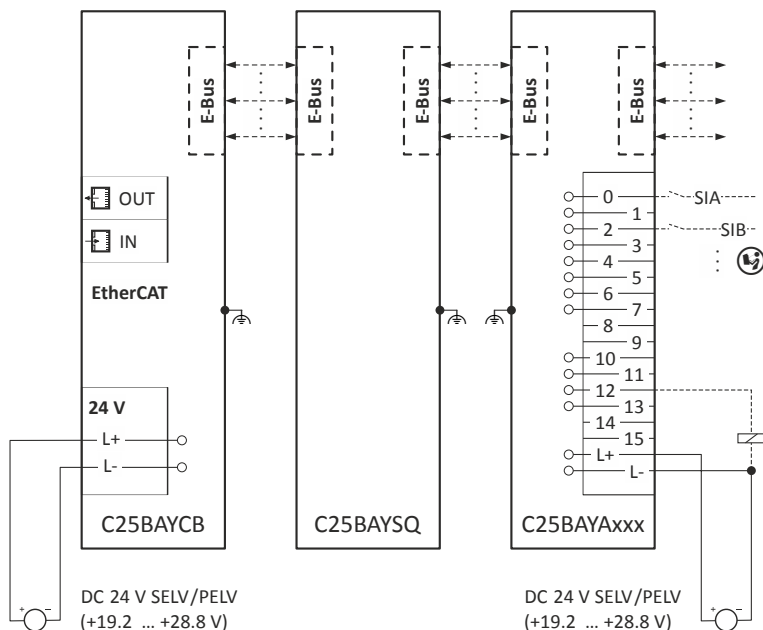 E-Bus
E-Bus
E-Bus
E-Bus
E-Bus
OUT
IN
EtherCAT
24 V
L+
L-
0
1
2
3
4
5
6
7
8
9
10
11
12
13
14
15
L+
L-
SIA
SIB
C25BAYCB
C25BAYSQ
C25BAYAxxx
DC 24 V SELV/PELV
(+19.2 ... +28.8 V)
+ −
DC 24 V SELV/PELV
(+19.2 ... +28.8 V)
+ −